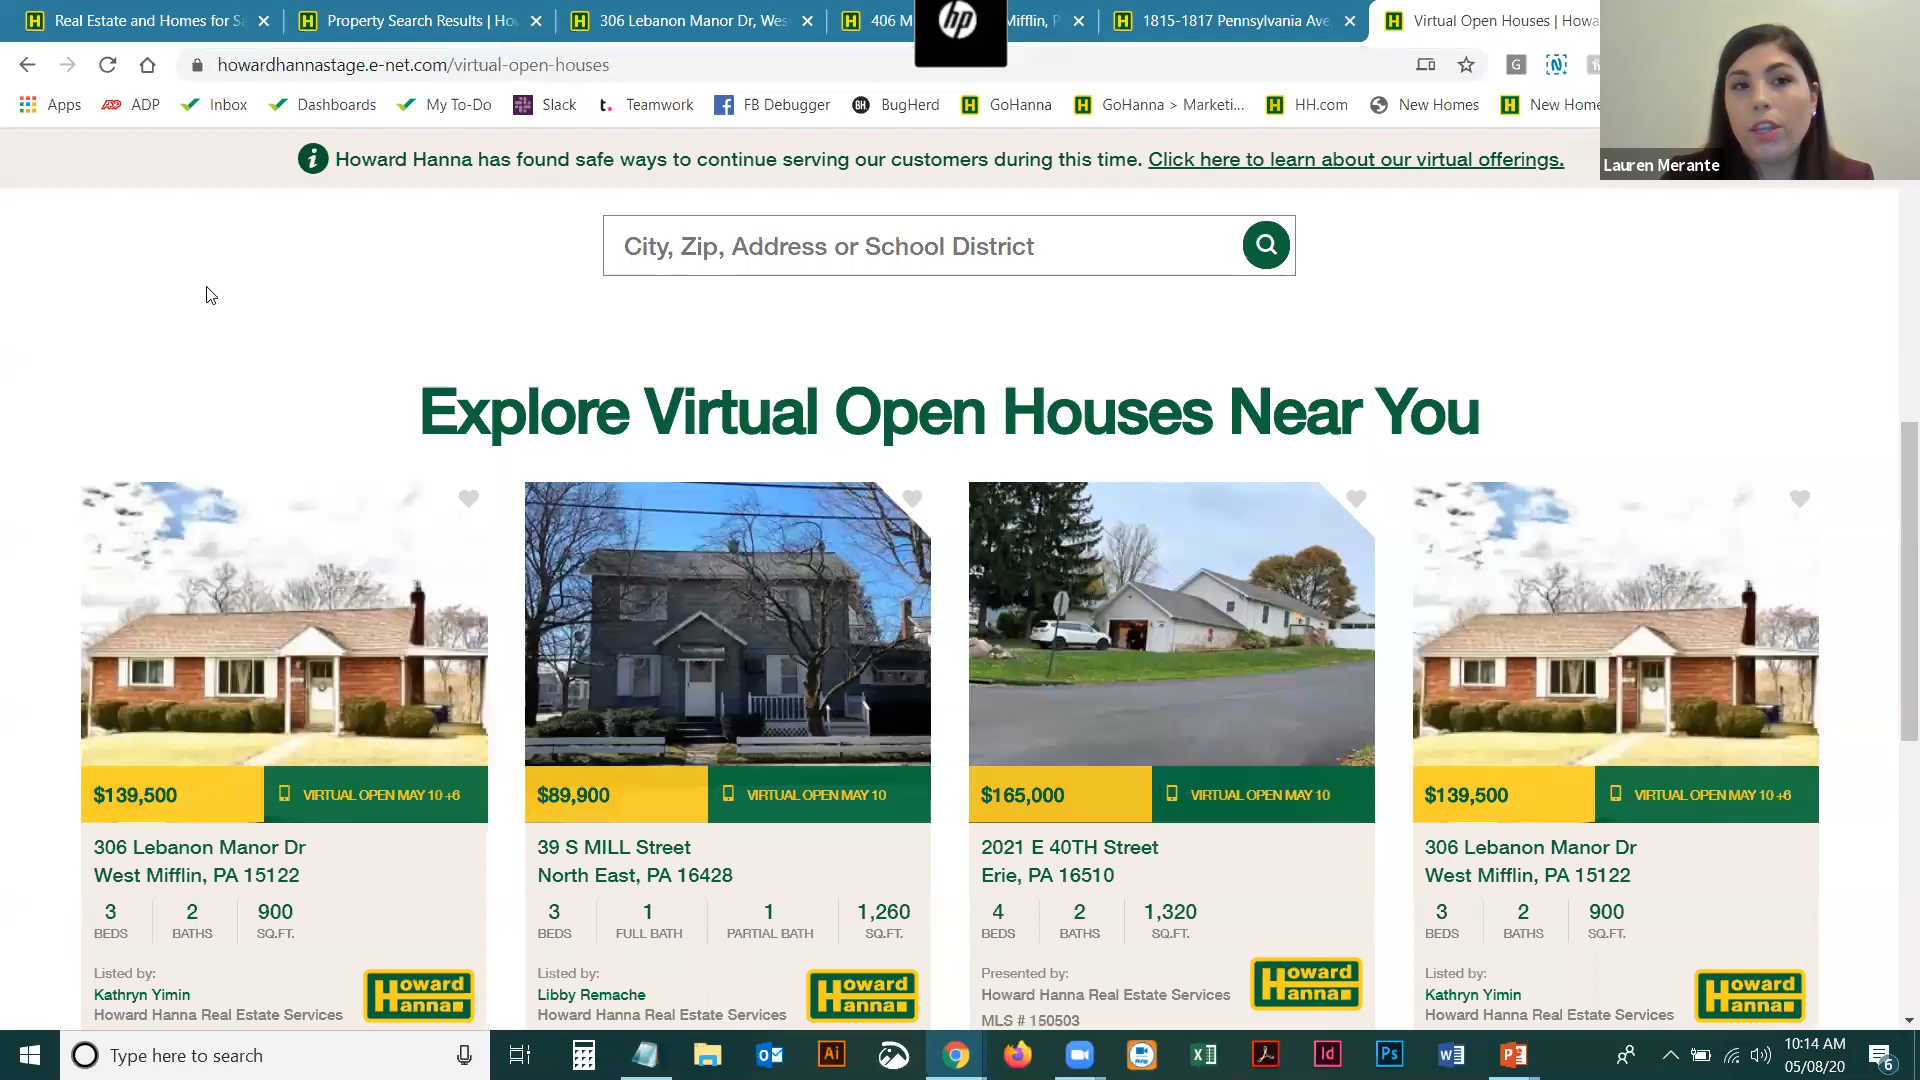 Real Estate and Homes for S
Property Search Results | Ho
306 Lebanon Manor Dr, Wes
406 M
Mifflin, P
1815-1817 Pennsylvania Ave
Virtual Open Houses | Howa
hp
howardhannastage.e-net.com/virtual-open-houses
Apps
ADP
Inbox
Dashboards
My To-Do
Slack
Teamwork
FB Debugger
BugHerd
GoHanna
GoHanna > Marketi...
HH.com
New Homes
New Home
Lauren Merante
Howard Hanna has found safe ways to continue serving our customers during this time. Click here to learn about our virtual offerings.
City, Zip, Address or School District
Explore Virtual Open Houses Near You
$139,500
VIRTUAL OPEN MAY 10 +6
306 Lebanon Manor Dr
West Mifflin, PA 15122
3 2 900
BEDS BATHS SQ.FT.
Listed by:
Kathryn Yimin
Howard Hanna Real Estate Services
Howard
Hanna
$89,900
VIRTUAL OPEN MAY 10
39 S MILL Street
North East, PA 16428
3 1 1 1,260
BEDS FULL BATH PARTIAL BATH SQ.FT.
Listed by:
Libby Remache
Howard Hanna Real Estate Services
Howard
Hanna
$165,000
VIRTUAL OPEN MAY 10
2021 E 40TH Street
Erie, PA 16510
4 2 1,320
BEDS BATHS SQ.FT.
Presented by:
Howard Hanna Real Estate Services
MLS # 150503
Howard
Hanna
$139,500
VIRTUAL OPEN MAY 10 +6
306 Lebanon Manor Dr
West Mifflin, PA 15122
3 2 900
BEDS BATHS SQ.FT.
Listed by:
Kathryn Yimin
Howard Hanna Real Estate Services
Howard
Hanna
Type here to search
10:14 AM
05/08/20
6